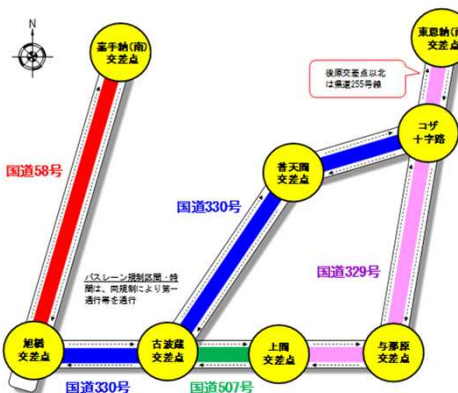 N
嘉手納(南)
交差点
東恩納(南)
交差点
後原交差点以北
は県道255号線
コザ
十字路
普天間
交差点
国道58号
国道330号
国道329号
バスレーン規制区間・時
間は、同規制により第一
通行帯を通行
旭橋
交差点
古波蔵
交差点
上間
交差点
与那原
交差点
国道330号
国道507号